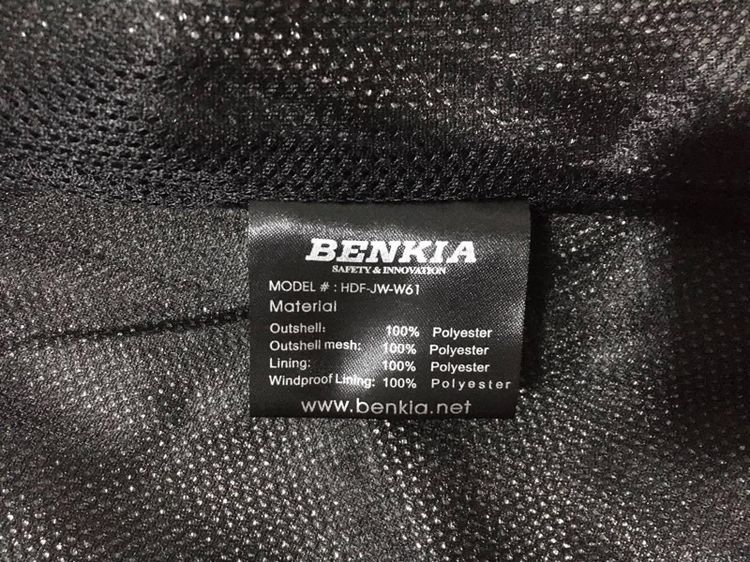 BENKIA
SAFETY & INNOVATION
MODEL # : HDF-JW-W61
Material
Outshell: 100% Polyester
Outshell mesh: 100% Polyester
Lining: 100% Polyester
Windproof Lining: 100% Polyester
www.benkia.net